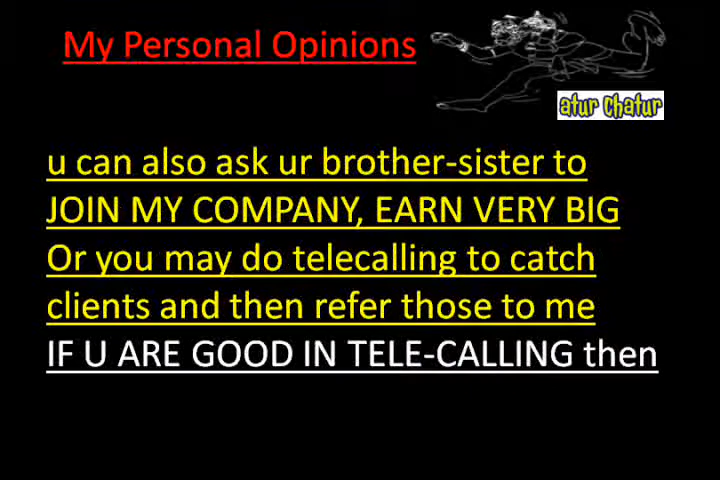 My Personal Opinions
atur chatur
u can also ask ur brother-sister to
JOIN MY COMPANY, EARN VERY BIG
Or you may do telecalling to catch
clients and then refer those to me
IF U ARE GOOD IN TELE-CALLING then